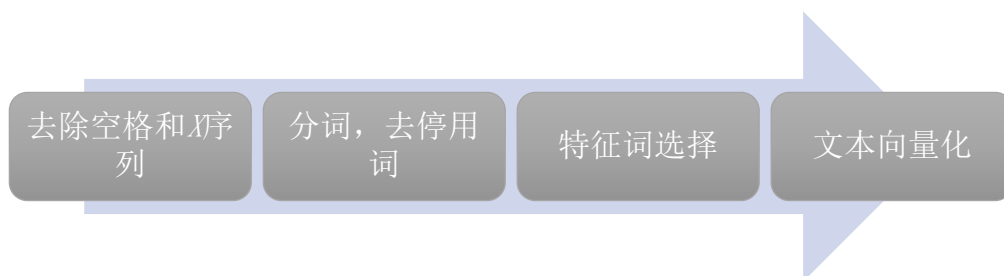 去除空格和X序
列
分词，去停用
词
特征词选择
文本向量化